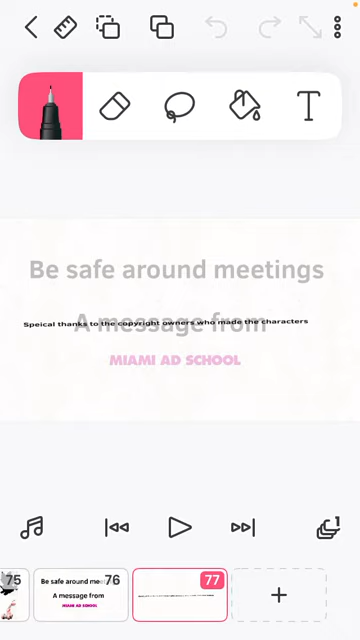 Be safe around meetings
A message from
Speical thanks to the copyright owners who made the characters
MIAMI AD SCHOOL
75
Be safe around mee
76
A message from
MIAMI AD SCHOOL
77